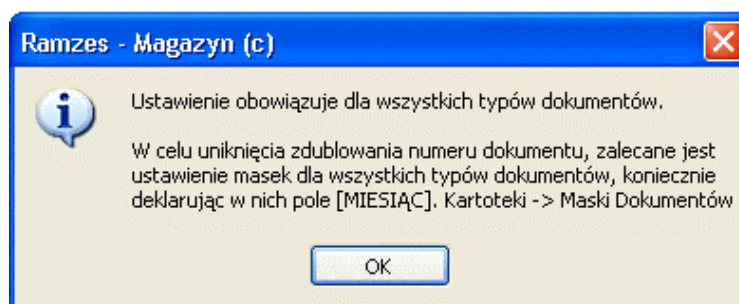 Ramzes - Magazyn (c)
Ustawienie obowiązuje dla wszystkich typów dokumentów.
W celu uniknięcia zdublowania numeru dokumentu, zalecane jest
ustawienie masek dla wszystkich typów dokumentów, koniecznie
deklarując w nich pole [MIESIĄC]. Kartoteki -> Maski Dokumentów
OK